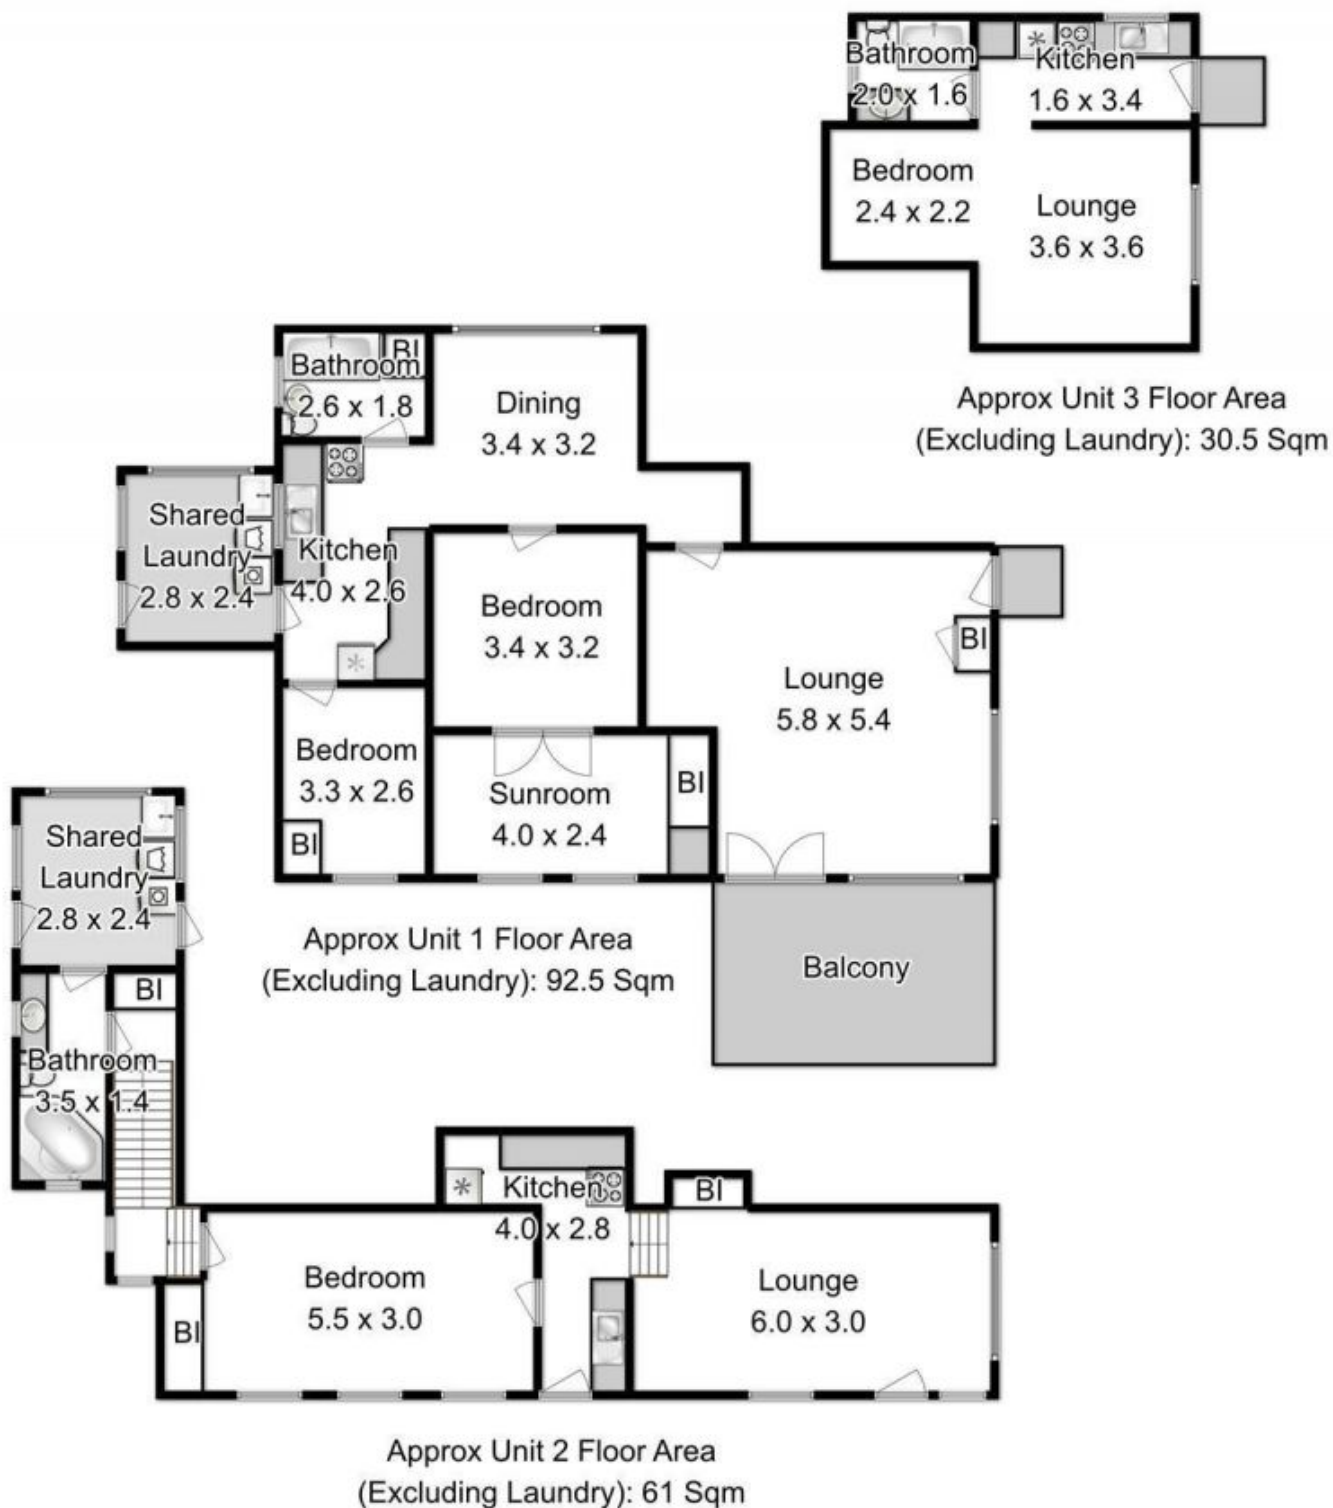 Bathroom
2.0 x 1.6
Kitchen
1.6 x 3.4
Bedroom
2.4 x 2.2
Lounge
3.6 x 3.6
Approx Unit 3 Floor Area
(Excluding Laundry): 30.5 Sqm
Bathroom
2.6 x 1.8
BI
Dining
3.4 x 3.2
Shared
Laundry
2.8 x 2.4
Kitchen
4.0 x 2.6
Bedroom
3.4 x 3.2
Lounge
5.8 x 5.4
BI
Bedroom
3.3 x 2.6
BI
Sunroom
4.0 x 2.4
BI
Balcony
Approx Unit 1 Floor Area
(Excluding Laundry): 92.5 Sqm
Shared
Laundry
2.8 x 2.4
BI
Bathroom
3.5 x 1.4
Kitchen
4.0 x 2.8
BI
Bedroom
5.5 x 3.0
BI
Lounge
6.0 x 3.0
Approx Unit 2 Floor Area
(Excluding Laundry): 61 Sqm